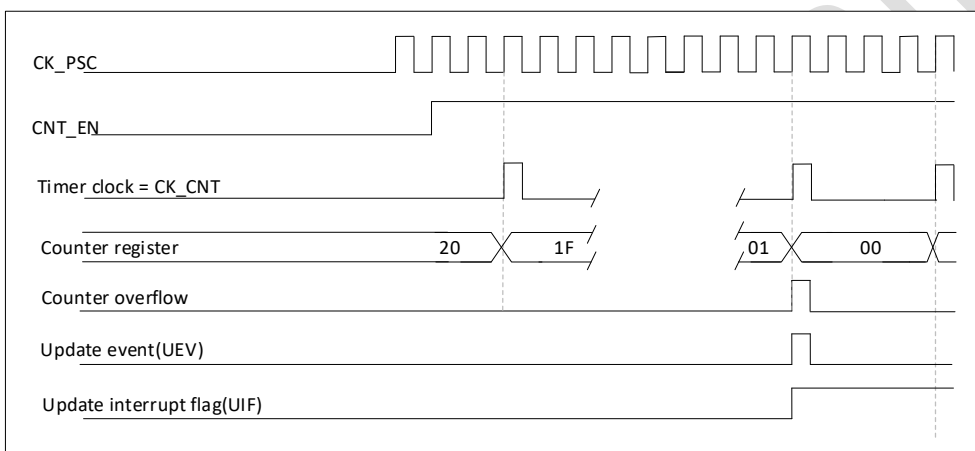 CK_PSC
CNT_EN
Timer clock = CK_CNT
Counter register 20 1F 01 00
Counter overflow
Update event(UEV)
Update interrupt flag(UIF)